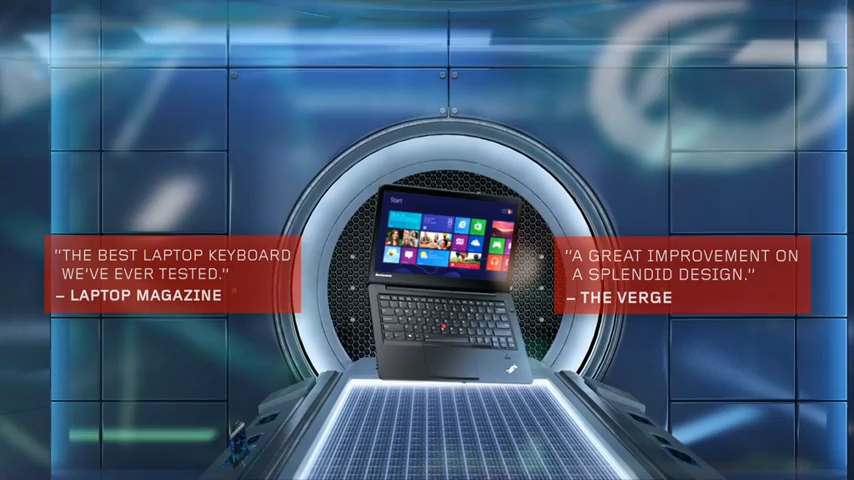 "THE BEST LAPTOP KEYBOARD
WE'VE EVER TESTED."
– LAPTOP MAGAZINE
"A GREAT IMPROVEMENT ON
A SPLENDID DESIGN."
– THE VERGE
Start